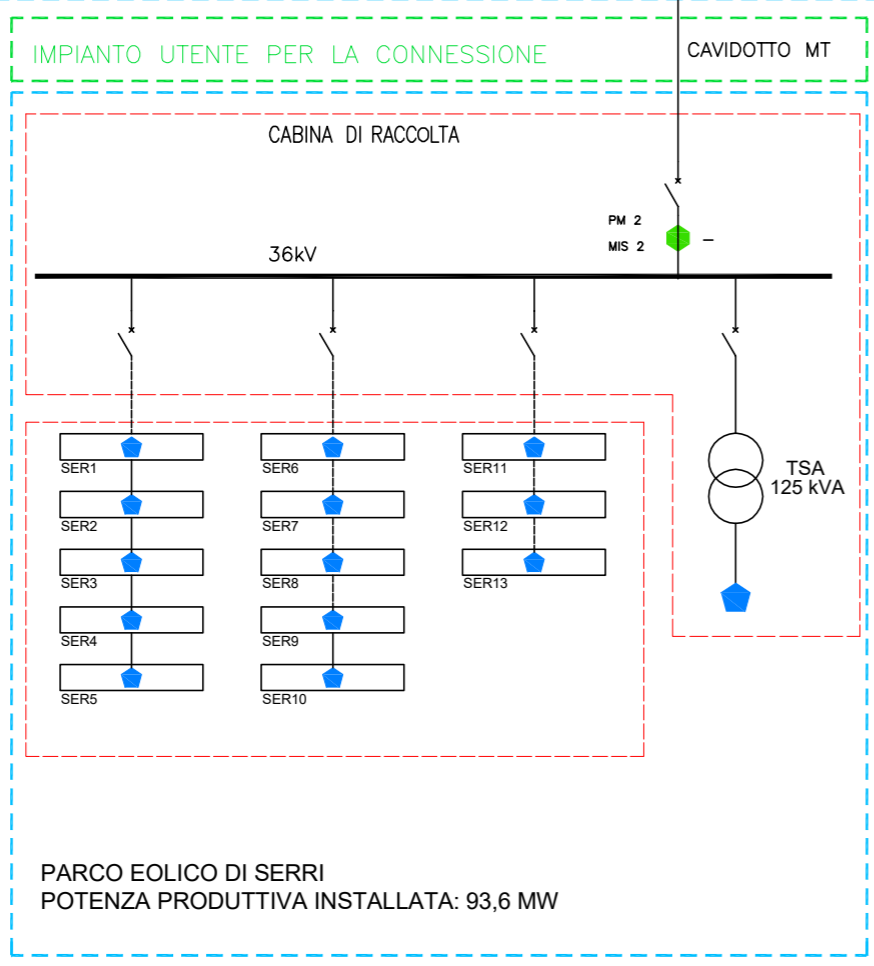 IMPIANTO UTENTE PER LA CONNESSIONE
CAVIDOTTO MT
CABINA DI RACCOLTA
PM 2
MIS 2
–
36kV
SER1
SER6
SER11
TSA
125 kVA
SER2
SER7
SER12
SER3
SER8
SER13
SER4
SER9
SER5
SER10
PARCO EOLICO DI SERRI
POTENZA PRODUTTIVA INSTALLATA: 93,6 MW